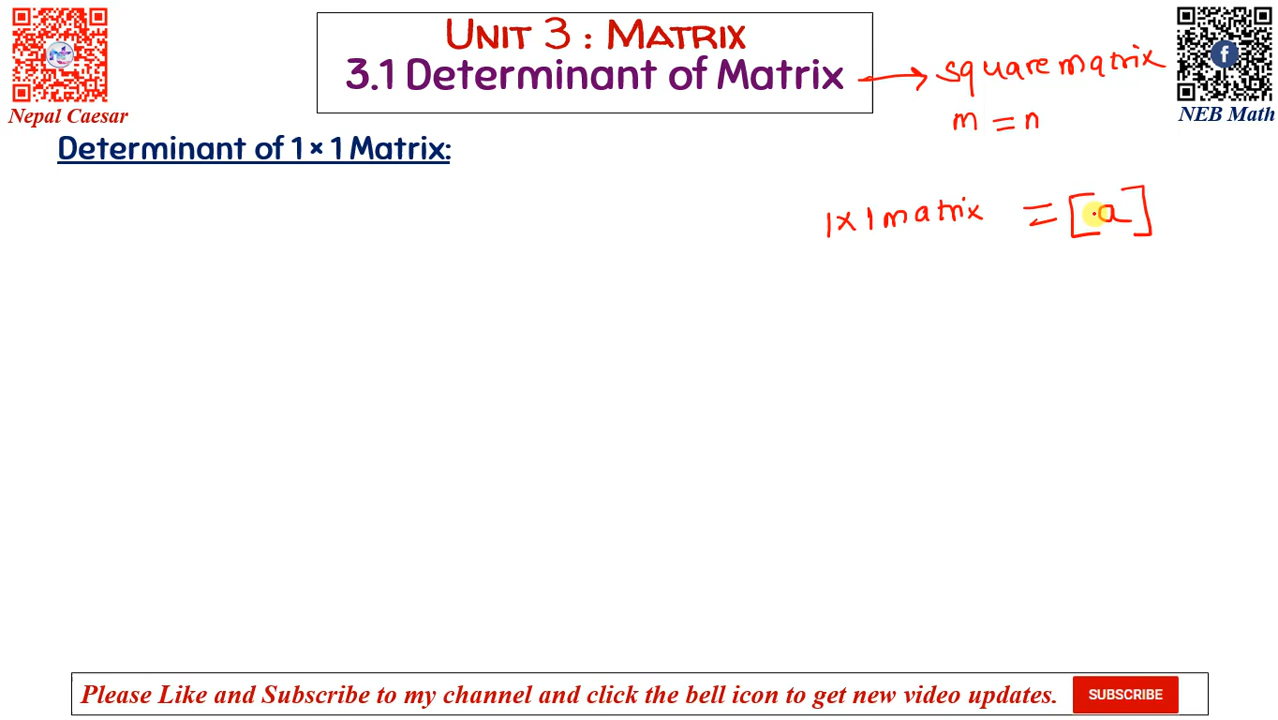 Unit 3 : Matrix
3.1 Determinant of Matrix
square matrix
m = n
Nepal Caesar
NEB Math
Determinant of 1 × 1 Matrix:
1x1 matrix = [a]
Please Like and Subscribe to my channel and click the bell icon to get new video updates.
SUBSCRIBE